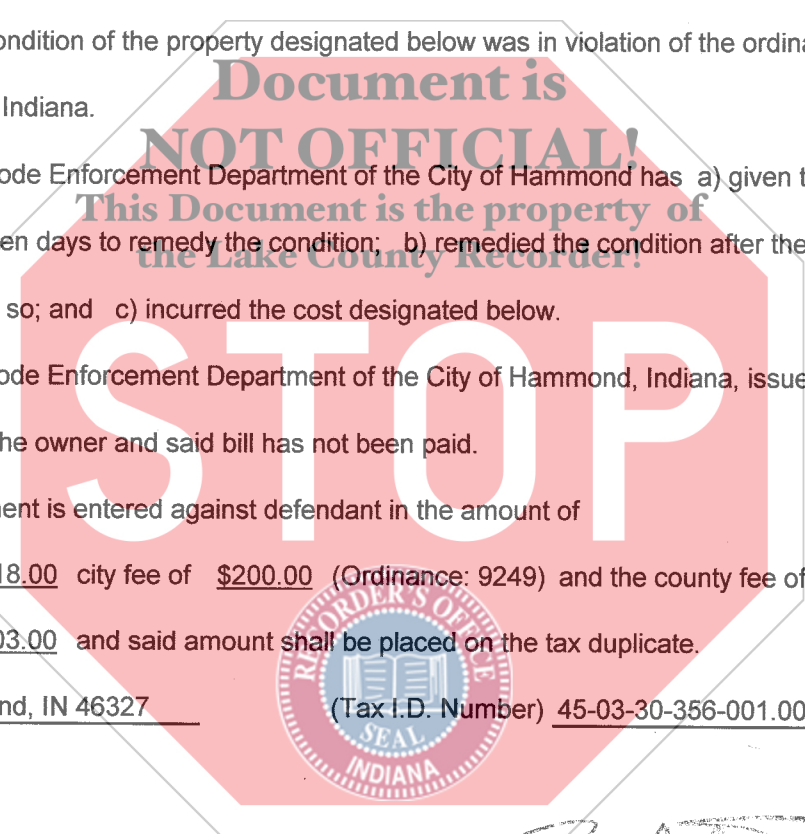 ondition of the property designated below was in violation of the ordina
Document is
Indiana.
NOT OFFICIAL!
ode Enforcement Department of the City of Hammond has a) given t
This Document is the property of
en days to remedy the condition; b) remedied the condition after the
the Lake County Recorder!
so; and c) incurred the cost designated below.
STOP
ode Enforcement Department of the City of Hammond, Indiana, issue
he owner and said bill has not been paid.
ent is entered against defendant in the amount of
18.00 city fee of $200.00 (Ordinance: 9249) and the county fee of
03.00 and said amount shall be placed on the tax duplicate.
RECORDER'S OFFICE
nd, IN 46327 (Tax I.D. Number) 45-03-30-356-001.00
SEAL
INDIANA